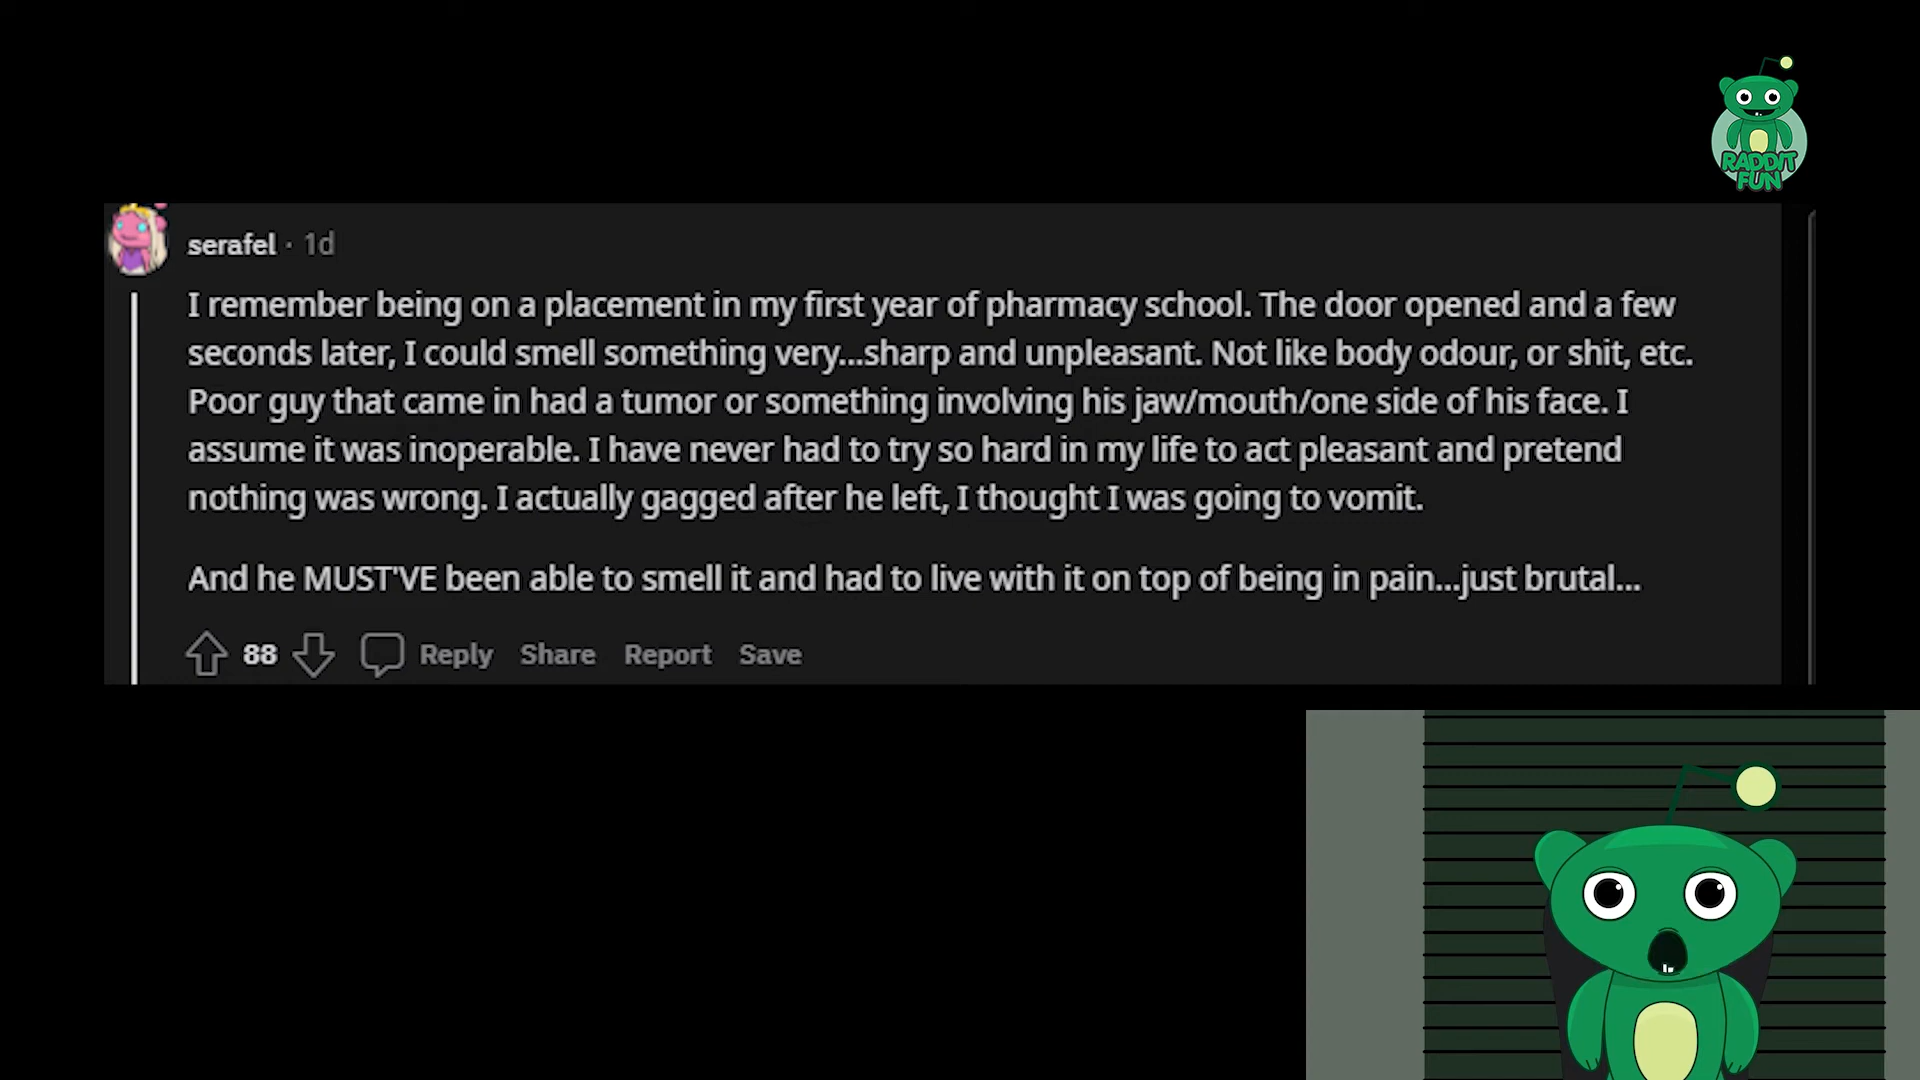 RADDIT
FUN
serafel · 1d
I remember being on a placement in my first year of pharmacy school. The door opened and a few
seconds later, I could smell something very...sharp and unpleasant. Not like body odour, or shit, etc.
Poor guy that came in had a tumor or something involving his jaw/mouth/one side of his face. I
assume it was inoperable. I have never had to try so hard in my life to act pleasant and pretend
nothing was wrong. I actually gagged after he left, I thought I was going to vomit.
And he MUST'VE been able to smell it and had to live with it on top of being in pain...just brutal...
88 Reply Share Report Save